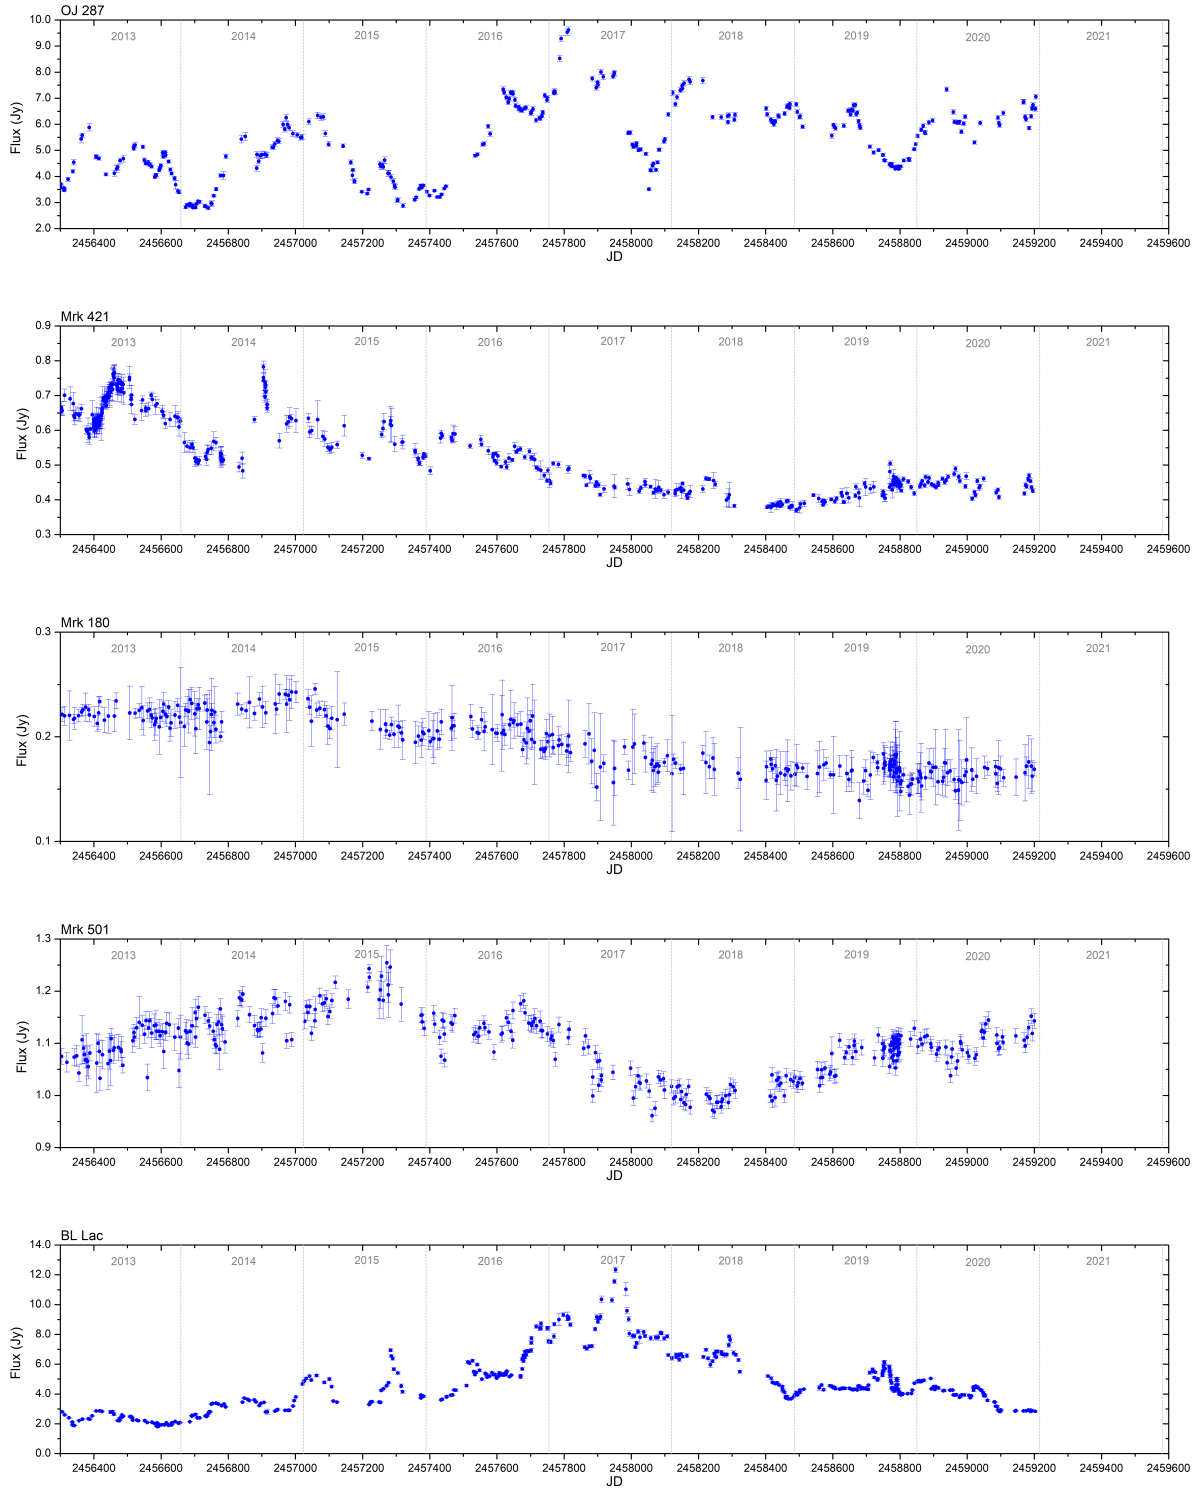 OJ 287
10.0
9.0
8.0
7.0
6.0
5.0
4.0
3.0
2.0
Flux (Jy)
2013 2014 2015 2016 2017 2018 2019 2020 2021
2456400 2456600 2456800 2457000 2457200 2457400 2457600 2457800 2458000 2458200 2458400 2458600 2458800 2459000 2459200 2459400 2459600
JD
Mrk 421
0.9
0.8
0.7
0.6
0.5
0.4
0.3
Flux (Jy)
2013 2014 2015 2016 2017 2018 2019 2020 2021
2456400 2456600 2456800 2457000 2457200 2457400 2457600 2457800 2458000 2458200 2458400 2458600 2458800 2459000 2459200 2459400 2459600
JD
Mrk 180
0.3
0.2
0.1
Flux (Jy)
2013 2014 2015 2016 2017 2018 2019 2020 2021
2456400 2456600 2456800 2457000 2457200 2457400 2457600 2457800 2458000 2458200 2458400 2458600 2458800 2459000 2459200 2459400 2459600
JD
Mrk 501
1.3
1.2
1.1
1.0
0.9
Flux (Jy)
2013 2014 2015 2016 2017 2018 2019 2020 2021
2456400 2456600 2456800 2457000 2457200 2457400 2457600 2457800 2458000 2458200 2458400 2458600 2458800 2459000 2459200 2459400 2459600
JD
BL Lac
14.0
12.0
10.0
8.0
6.0
4.0
2.0
0.0
Flux (Jy)
2013 2014 2015 2016 2017 2018 2019 2020 2021
2456400 2456600 2456800 2457000 2457200 2457400 2457600 2457800 2458000 2458200 2458400 2458600 2458800 2459000 2459200 2459400 2459600
JD